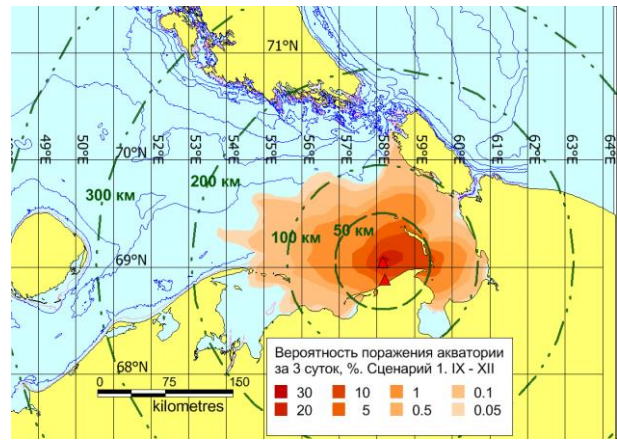 71°N
49°E 50°E 51°E 52°E 53°E 54°E 55°E 56°E 57°E 58°E 59°E 60°E 61°E 62°E 63°E 64°E
70°N
300 км
200 км
100 км
50 км
69°N
68°N
0 75 150
kilometres
Вероятность поражения акватории
за 3 суток, %. Сценарий 1. IX - XII
30 10 1 0.1
20 5 0.5 0.05